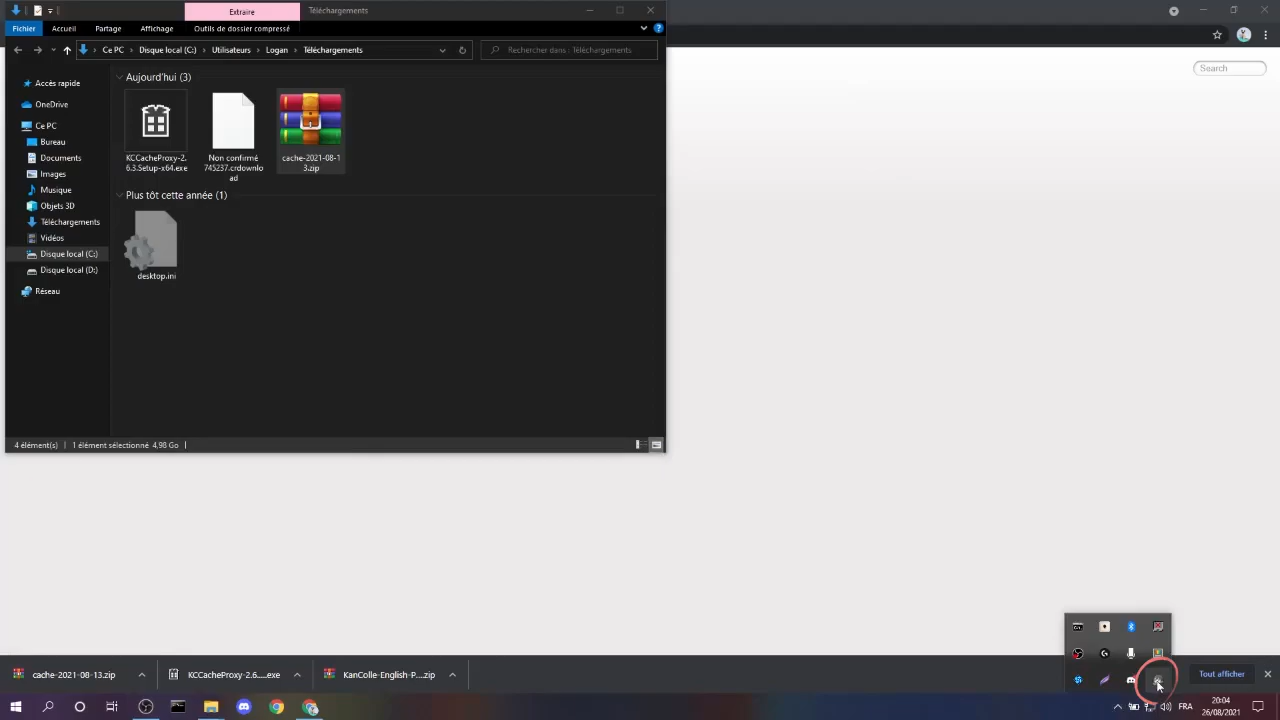 Extraire
Téléchargements
Fichier
Accueil
Partage
Affichage
Outils de dossier compressé
Ce PC
Disque local (C:)
Utilisateurs
Logan
Téléchargements
Rechercher dans : Téléchargements
Search
Accès rapide
OneDrive
Ce PC
Bureau
Documents
Images
Musique
Objets 3D
Téléchargements
Vidéos
Disque local (C:)
Disque local (D:)
Réseau
Aujourd'hui (3)
KCCacheProxy-2.
6.3.Setup-x64.exe
Non confirmé
745237.crdownlo
ad
cache-2021-08-1
3.zip
Plus tôt cette année (1)
desktop.ini
4 élément(s)
1 élément sélectionné 4,98 Go
cache-2021-08-13.zip
KCCacheProxy-2.6.....exe
KanColle-English-P....zip
Tout afficher
FRA
20:04
26/08/2021